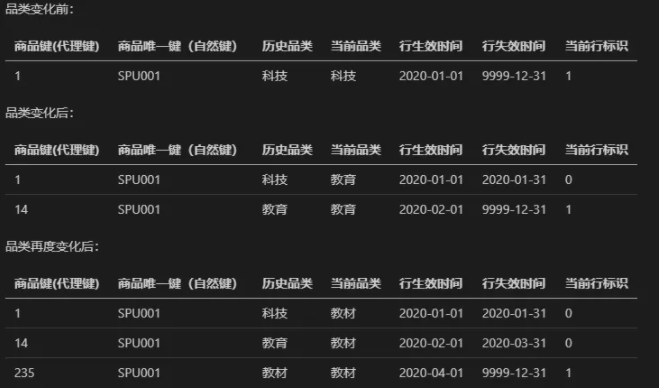 品类变化前：
商品键(代理键) 商品唯一键（自然键） 历史品类 当前品类 行生效时间 行失效时间 当前行标识
1 SPU001 科技 科技 2020-01-01 9999-12-31 1
品类变化后：
商品键(代理键) 商品唯一键（自然键） 历史品类 当前品类 行生效时间 行失效时间 当前行标识
1 SPU001 科技 教育 2020-01-01 2020-01-31 0
14 SPU001 教育 教育 2020-02-01 9999-12-31 1
品类再度变化后：
商品键(代理键) 商品唯一键（自然键） 历史品类 当前品类 行生效时间 行失效时间 当前行标识
1 SPU001 科技 教材 2020-01-01 2020-01-31 0
14 SPU001 教育 教材 2020-02-01 2020-03-31 0
235 SPU001 教材 教材 2020-04-01 9999-12-31 1